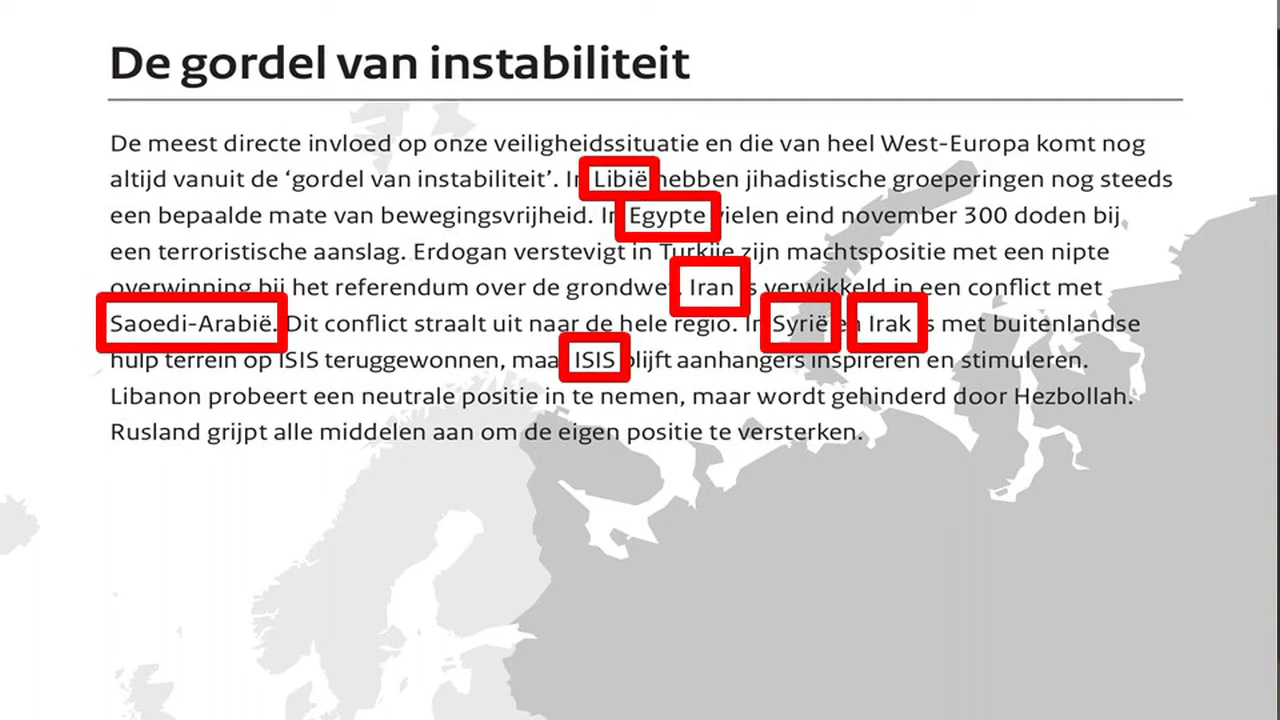 De gordel van instabiliteit
De meest directe invloed op onze veiligheidssituatie en die van heel West-Europa komt nog
altijd vanuit de ‘gordel van instabiliteit’. In Libië hebben jihadistische groeperingen nog steeds
een bepaalde mate van bewegingsvrijheid. In Egypte vielen eind november 300 doden bij
een terroristische aanslag. Erdogan verstevigt in Turkije zijn machtspositie met een nipte
overwinning bij het referendum over de grondwet. Iran is verwikkeld in een conflict met
Saoedi-Arabië. Dit conflict straalt uit naar de hele regio. In Syrië en Irak is met buitenlandse
hulp terrein op ISIS teruggewonnen, maar ISIS blijft aanhangers inspireren en stimuleren.
Libanon probeert een neutrale positie in te nemen, maar wordt gehinderd door Hezbollah.
Rusland grijpt alle middelen aan om de eigen positie te versterken.